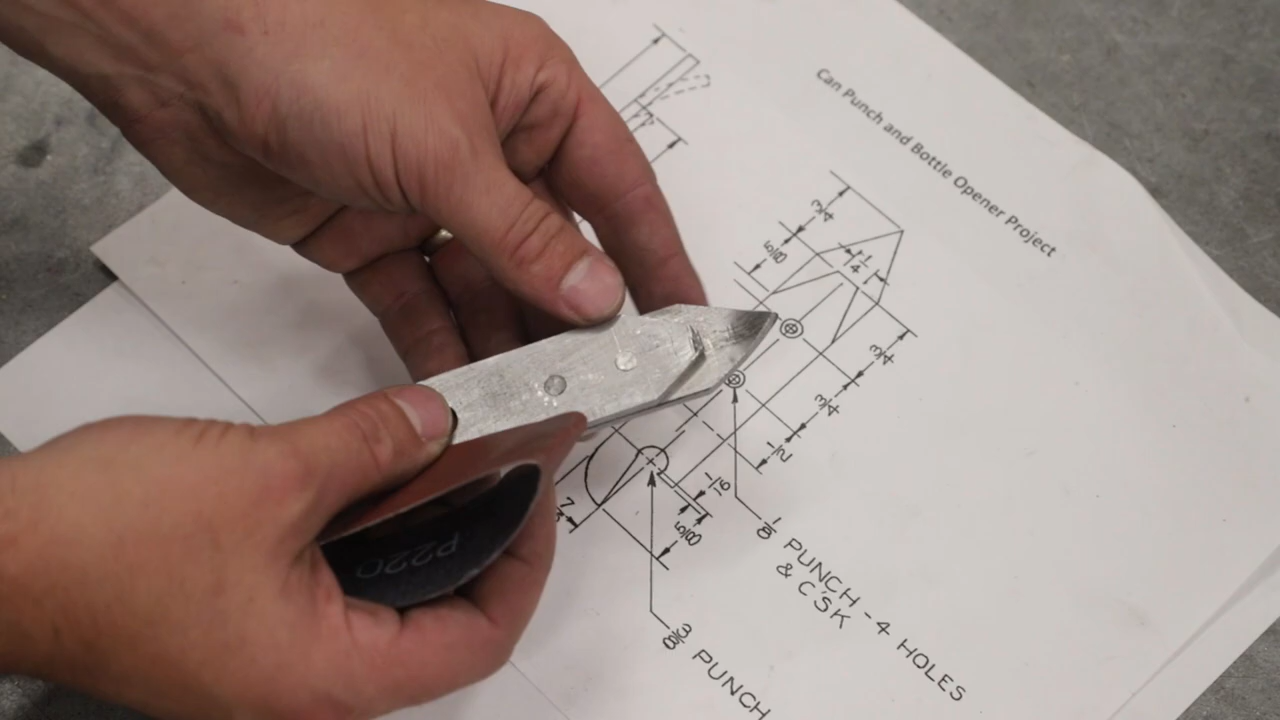 Can Punch and Bottle Opener Project
3/4
5/8
1/4
3/4
3/4
1/2
1/16
5/8
1/8 PUNCH - 4 HOLES
& CSK
3/8 PUNCH
P220